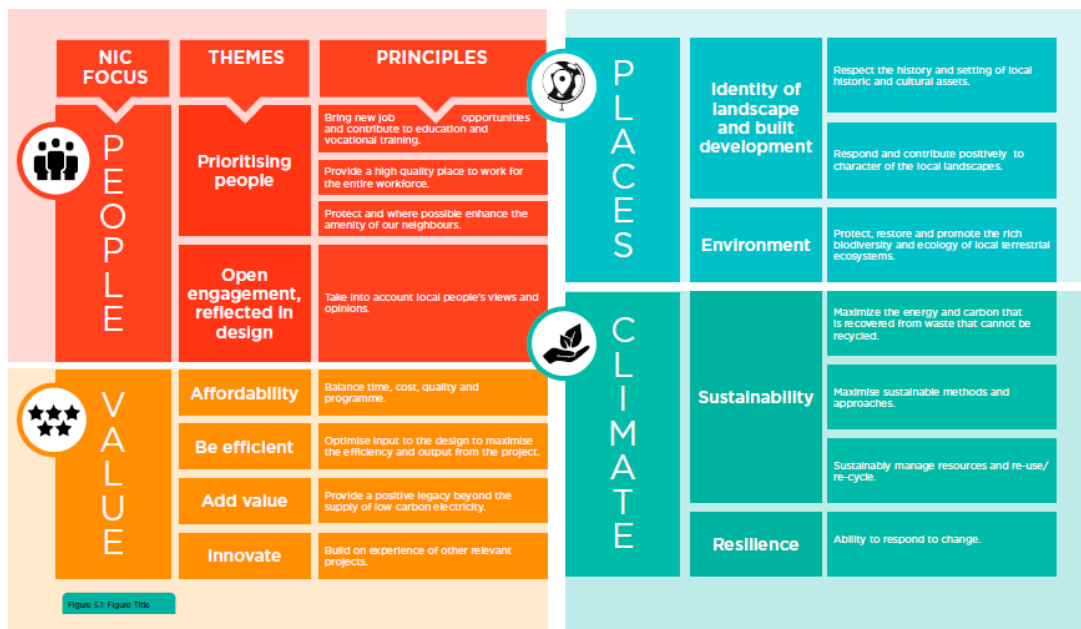 NIC
FOCUS
THEMES
PRINCIPLES
PEOPLE
Prioritising
people
Bring new job opportunities
and contribute to education and
vocational training.
Provide a high quality place to work for
the entire workforce.
Protect and where possible enhance the
amenity of our neighbours.
Open
engagement,
reflected in
design
Take into account local people's views and
opinions.
VALUE
Affordability
Balance time, cost, quality and
programme.
Be efficient
Optimise input to the design to maximise
the efficiency and output from the project.
Add value
Provide a positive legacy beyond the
supply of low carbon electricity.
Innovate
Build on experience of other relevant
projects.
Figure 5.1: Figure Title
PLACES
Identity of
landscape
and built
development
Respect the history and setting of local
historic and cultural assets.
Respond and contribute positively to
character of the local landscapes.
Environment
Protect, restore and promote the rich
biodiversity and ecology of local terrestrial
ecosystems.
CLIMATE
Sustainability
Maximize the energy and carbon that
is recovered from waste that cannot be
recycled.
Maximise sustainable methods and
approaches.
Sustainably manage resources and re-use/
re-cycle.
Resilience
Ability to respond to change.